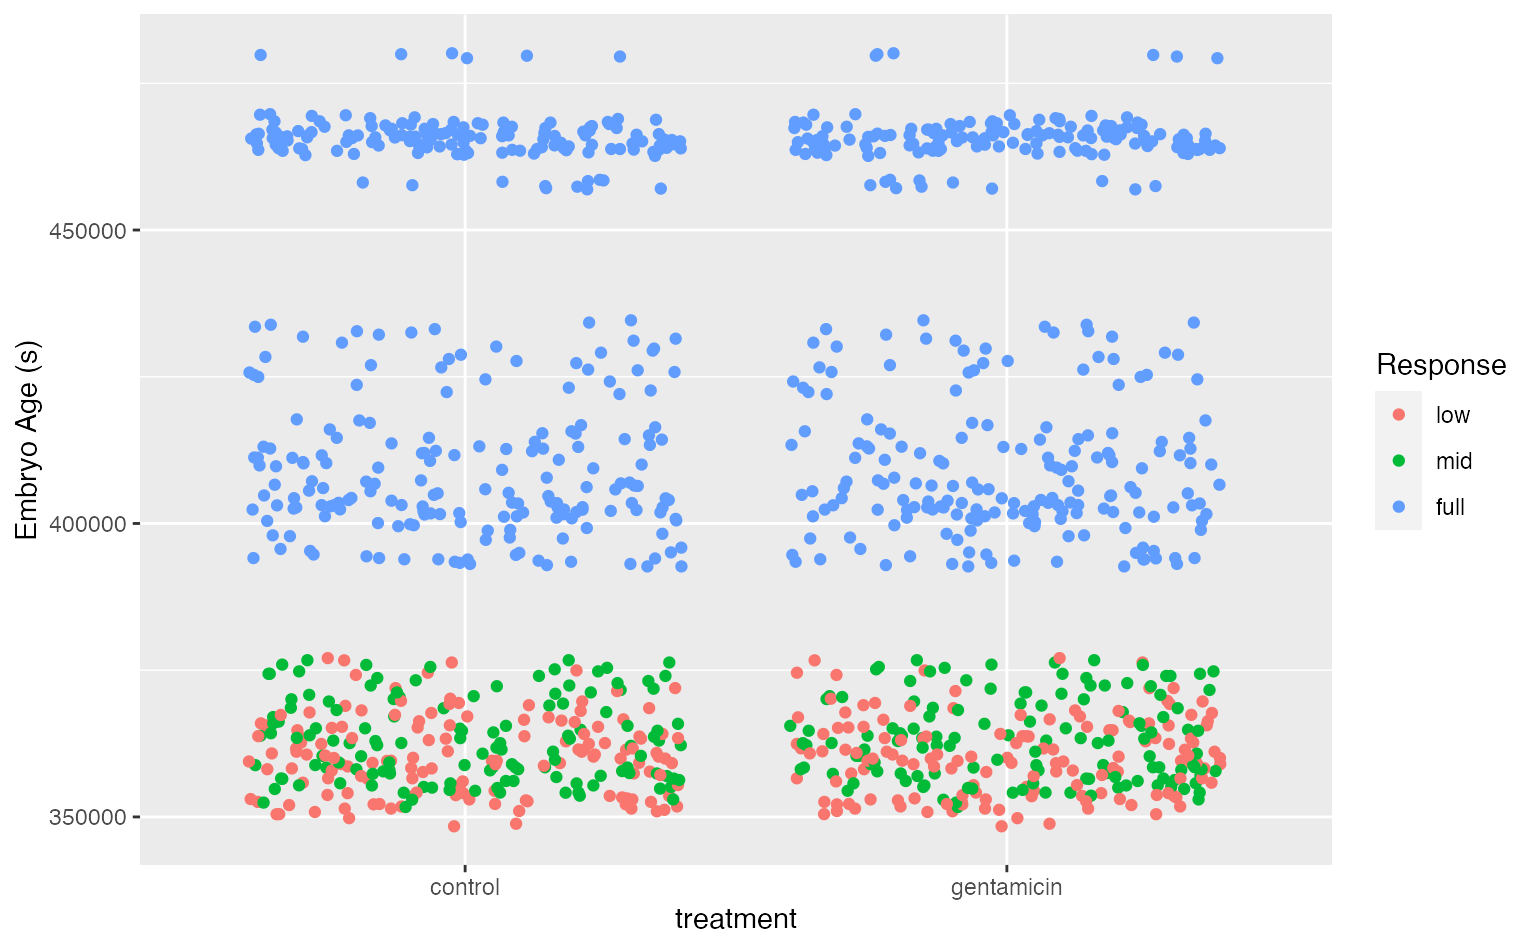 450000
400000
350000
Embryo Age (s)
control
gentamicin
treatment
Response
low
mid
full